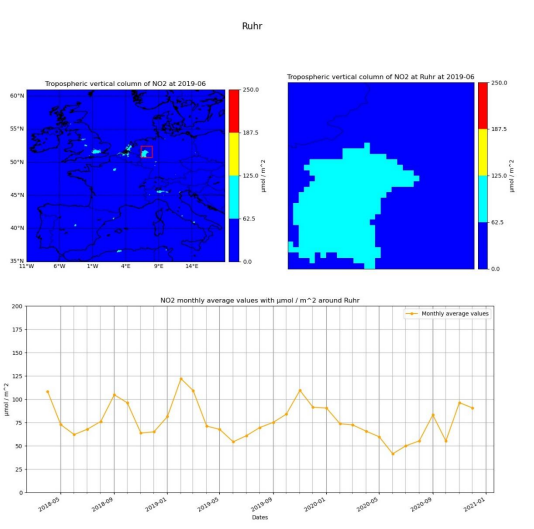 Ruhr
Tropospheric vertical column of NO2 at 2019-06
60°N
55°N
50°N
45°N
40°N
35°N
11°W 6°W 1°W 4°E 9°E 14°E
250.0
187.5
125.0
62.5
0.0
μmol / m^2
Tropospheric vertical column of NO2 at Ruhr at 2019-06
250.0
187.5
125.0
62.5
0.0
μmol / m^2
NO2 monthly average values with μmol / m^2 around Ruhr
Monthly average values
200
175
150
125
100
75
50
25
0
μmol / m^2
2018-05 2018-09 2019-01 2019-05 2019-09 2020-01 2020-05 2020-09 2021-01
Dates